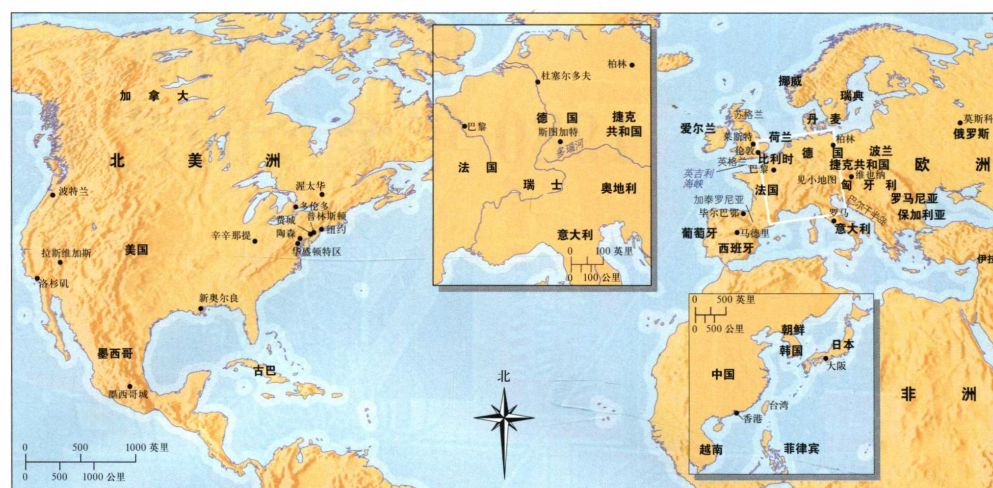 加拿大
北美洲
波特兰
渥太华
多伦多
费城
普林斯顿
陶森
纽约
辛辛那提
华盛顿特区
美国
拉斯维加斯
洛杉矶
新奥尔良
墨西哥
墨西哥城
古巴
0 500 1000 英里
0 500 1000 公里
北
柏林
杜塞尔多夫
德国
捷克
共和国
斯图加特
巴黎
多瑙河
法国
瑞士
奥地利
意大利
0 100 英里
0 100 公里
挪威
瑞典
苏格兰
丹麦
莫斯科
俄罗斯
爱尔兰
莱斯特
荷兰
柏林
伦敦
德国
波兰
英格兰
比利时
捷克共和国
欧洲
巴黎
维也纳
英吉利
海峡
法国
见小地图
匈牙利
加泰罗尼亚
罗马尼亚
巴尔干半岛
毕尔巴鄂
罗马
保加利亚
葡萄牙
马德里
意大利
西班牙
伊拉
0 500 英里
0 500 公里
朝鲜
韩国
日本
大阪
中国
台湾
香港
越南
菲律宾
非洲